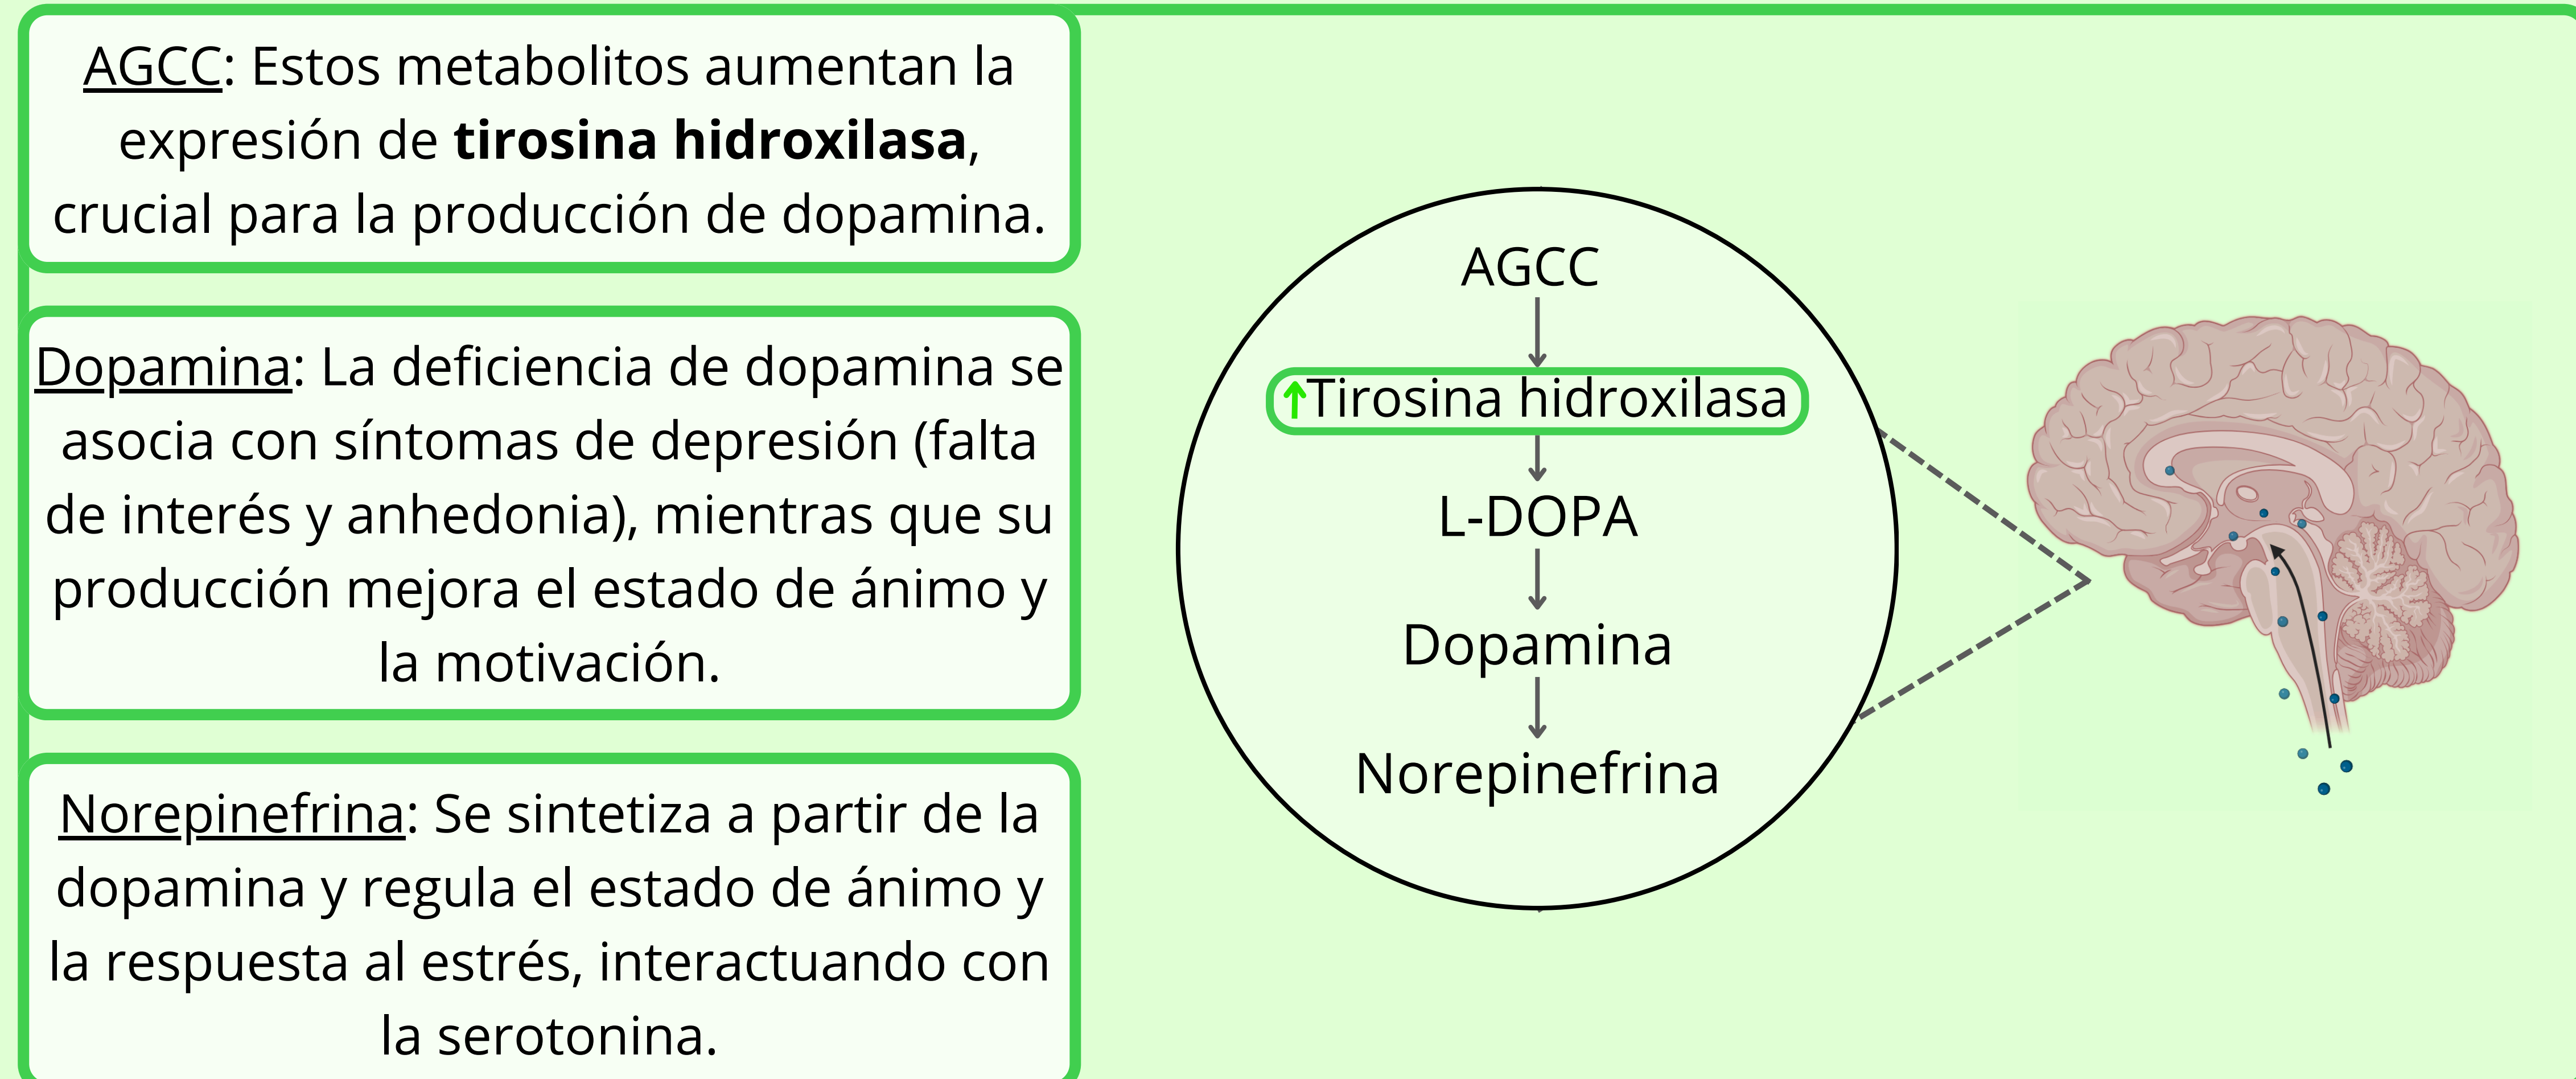 AGCC: Estos metabolitos aumentan la
expresión de tirosina hidroxilasa,
crucial para la producción de dopamina.
Dopamina: La deficiencia de dopamina se
asocia con síntomas de depresión (falta
de interés y anhedonia), mientras que su
producción mejora el estado de ánimo y
la motivación.
Norepinefrina: Se sintetiza a partir de la
dopamina y regula el estado de ánimo y
la respuesta al estrés, interactuando con
la serotonina.
AGCC
↑Tirosina hidroxilasa
L-DOPA
Dopamina
Norepinefrina